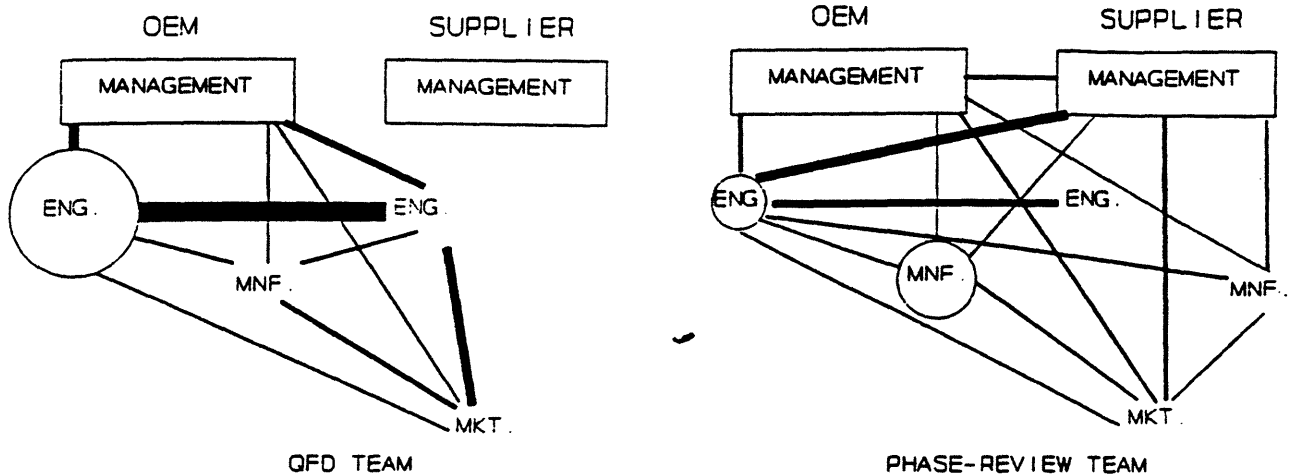 OEM
SUPPLIER
MANAGEMENT
MANAGEMENT
ENG.
ENG.
MNF.
MKT.
QFD TEAM
OEM
SUPPLIER
MANAGEMENT
MANAGEMENT
ENG
ENG.
MNF.
MNF.
MKT.
PHASE-REVIEW TEAM